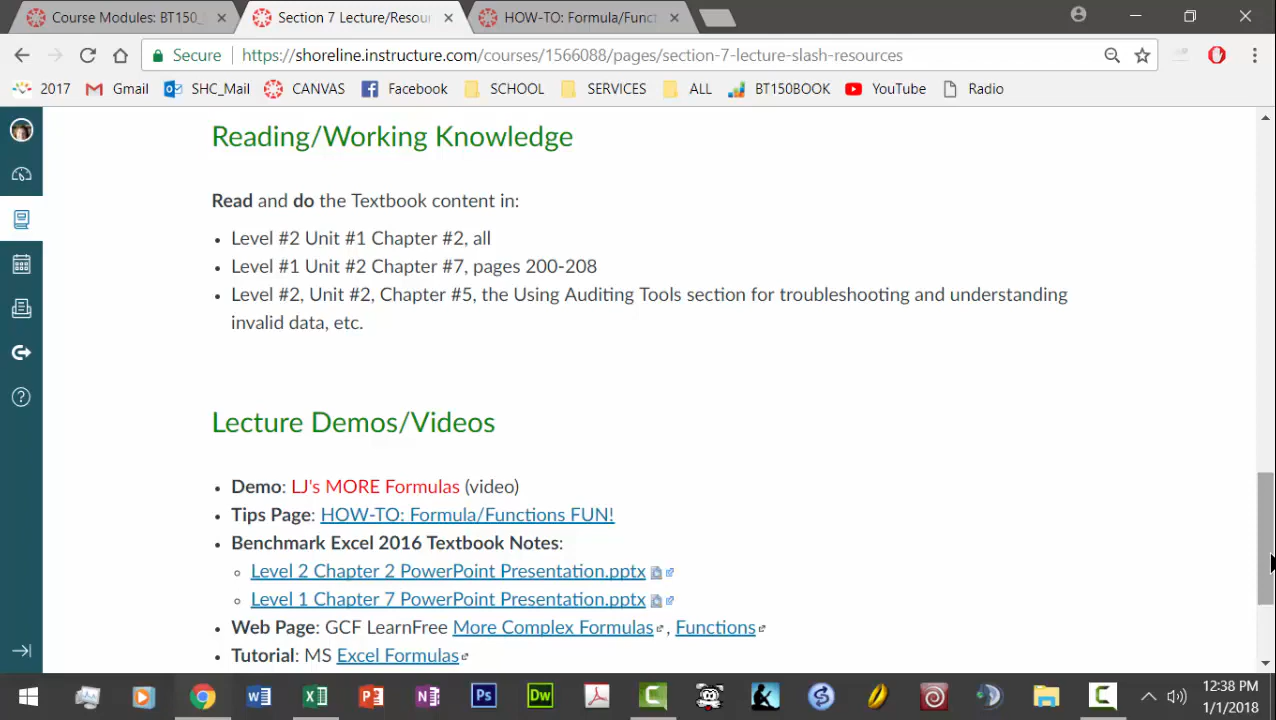 Course Modules: BT150_
Section 7 Lecture/Resour
HOW-TO: Formula/Funct
Secure
https://shoreline.instructure.com/courses/1566088/pages/section-7-lecture-slash-resources
2017
Gmail
SHC_Mail
CANVAS
Facebook
SCHOOL
SERVICES
ALL
BT150BOOK
YouTube
Radio
Reading/Working Knowledge
Read and do the Textbook content in:
• Level #2 Unit #1 Chapter #2, all
• Level #1 Unit #2 Chapter #7, pages 200-208
• Level #2, Unit #2, Chapter #5, the Using Auditing Tools section for troubleshooting and understanding
invalid data, etc.
Lecture Demos/Videos
• Demo: LJ's MORE Formulas (video)
• Tips Page: HOW-TO: Formula/Functions FUN!
• Benchmark Excel 2016 Textbook Notes:
◦ Level 2 Chapter 2 PowerPoint Presentation.pptx
◦ Level 1 Chapter 7 PowerPoint Presentation.pptx
• Web Page: GCF LearnFree More Complex Formulas, Functions
• Tutorial: MS Excel Formulas
12:38 PM
1/1/2018